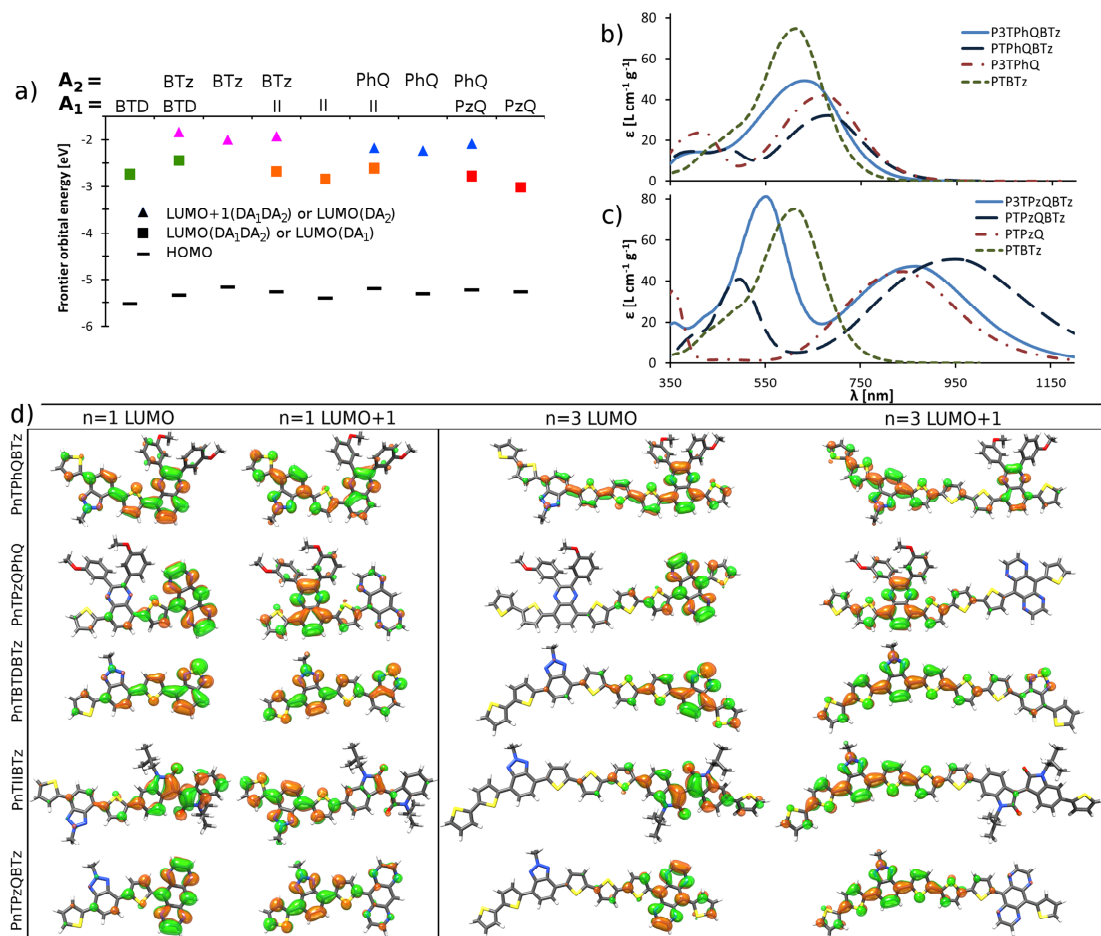 a)
A₂ = BTz BTz BTz PhQ PhQ PhQ
A₁ = BTD BTD II II II PzQ PzQ
Frontier orbital energy [eV]
-2
-3
-4
-5
-6
LUMO+1(DA₁DA₂) or LUMO(DA₂)
LUMO(DA₁DA₂) or LUMO(DA₁)
HOMO
b)
ε [L cm⁻¹ g⁻¹]
80
60
40
20
0
P3TPhQBTz
PTPhQBTz
P3TPhQ
PTBTz
c)
ε [L cm⁻¹ g⁻¹]
80
60
40
20
0
P3TPzQBTz
PTPzQBTz
PTPzQ
PTBTz
350 550 750 950 1150
λ [nm]
d)
n=1 LUMO n=1 LUMO+1 n=3 LUMO n=3 LUMO+1
PnTPhQBTz
PnTPzQPhQ
PnTBTDBTz
PnTIIBTz
PnTPzQBTz